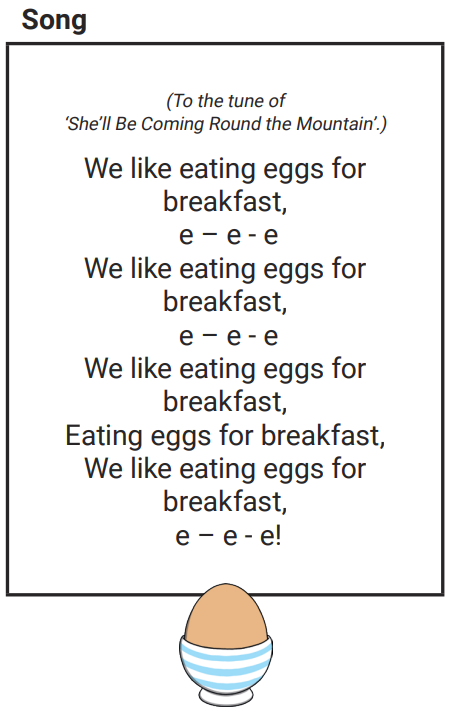 Song
(To the tune of
‘She’ll Be Coming Round the Mountain’.)
We like eating eggs for
breakfast,
e – e - e
We like eating eggs for
breakfast,
e – e - e
We like eating eggs for
breakfast,
Eating eggs for breakfast,
We like eating eggs for
breakfast,
e – e - e!